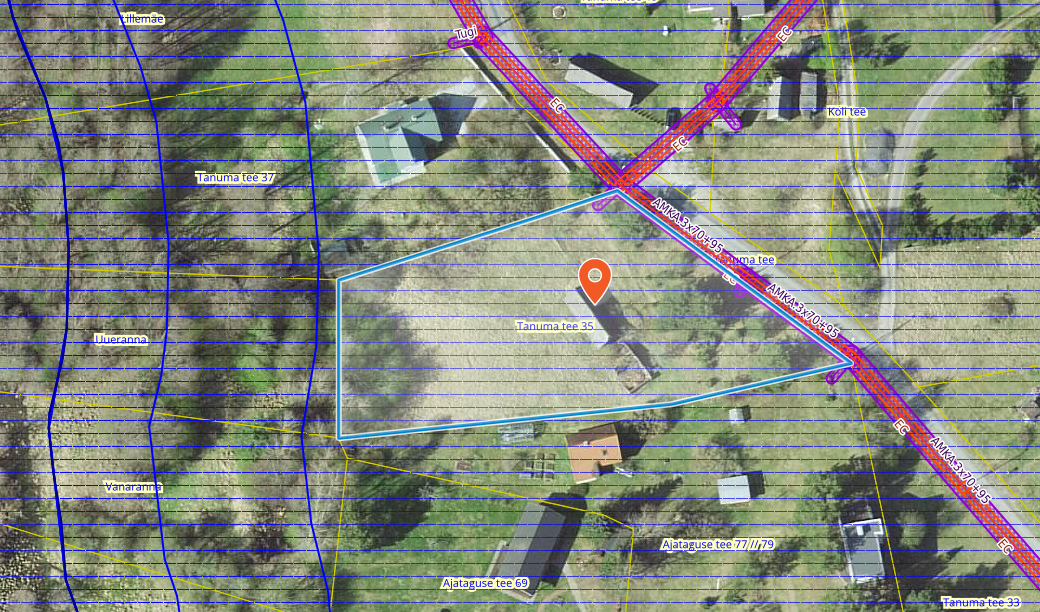 Lillemäe
Tugi
EC
EC
EC
Koli tee
Tanuma tee 37
AMKA 3x70+95
Tanuma tee
EC
AMKA 3x70+95
Tanuma tee 35
Uueranna
EC
AMKA 3x70+95
Vanaranna
Ajataguse tee 77 // 79
EC
Ajataguse tee 69
Tanuma tee 33